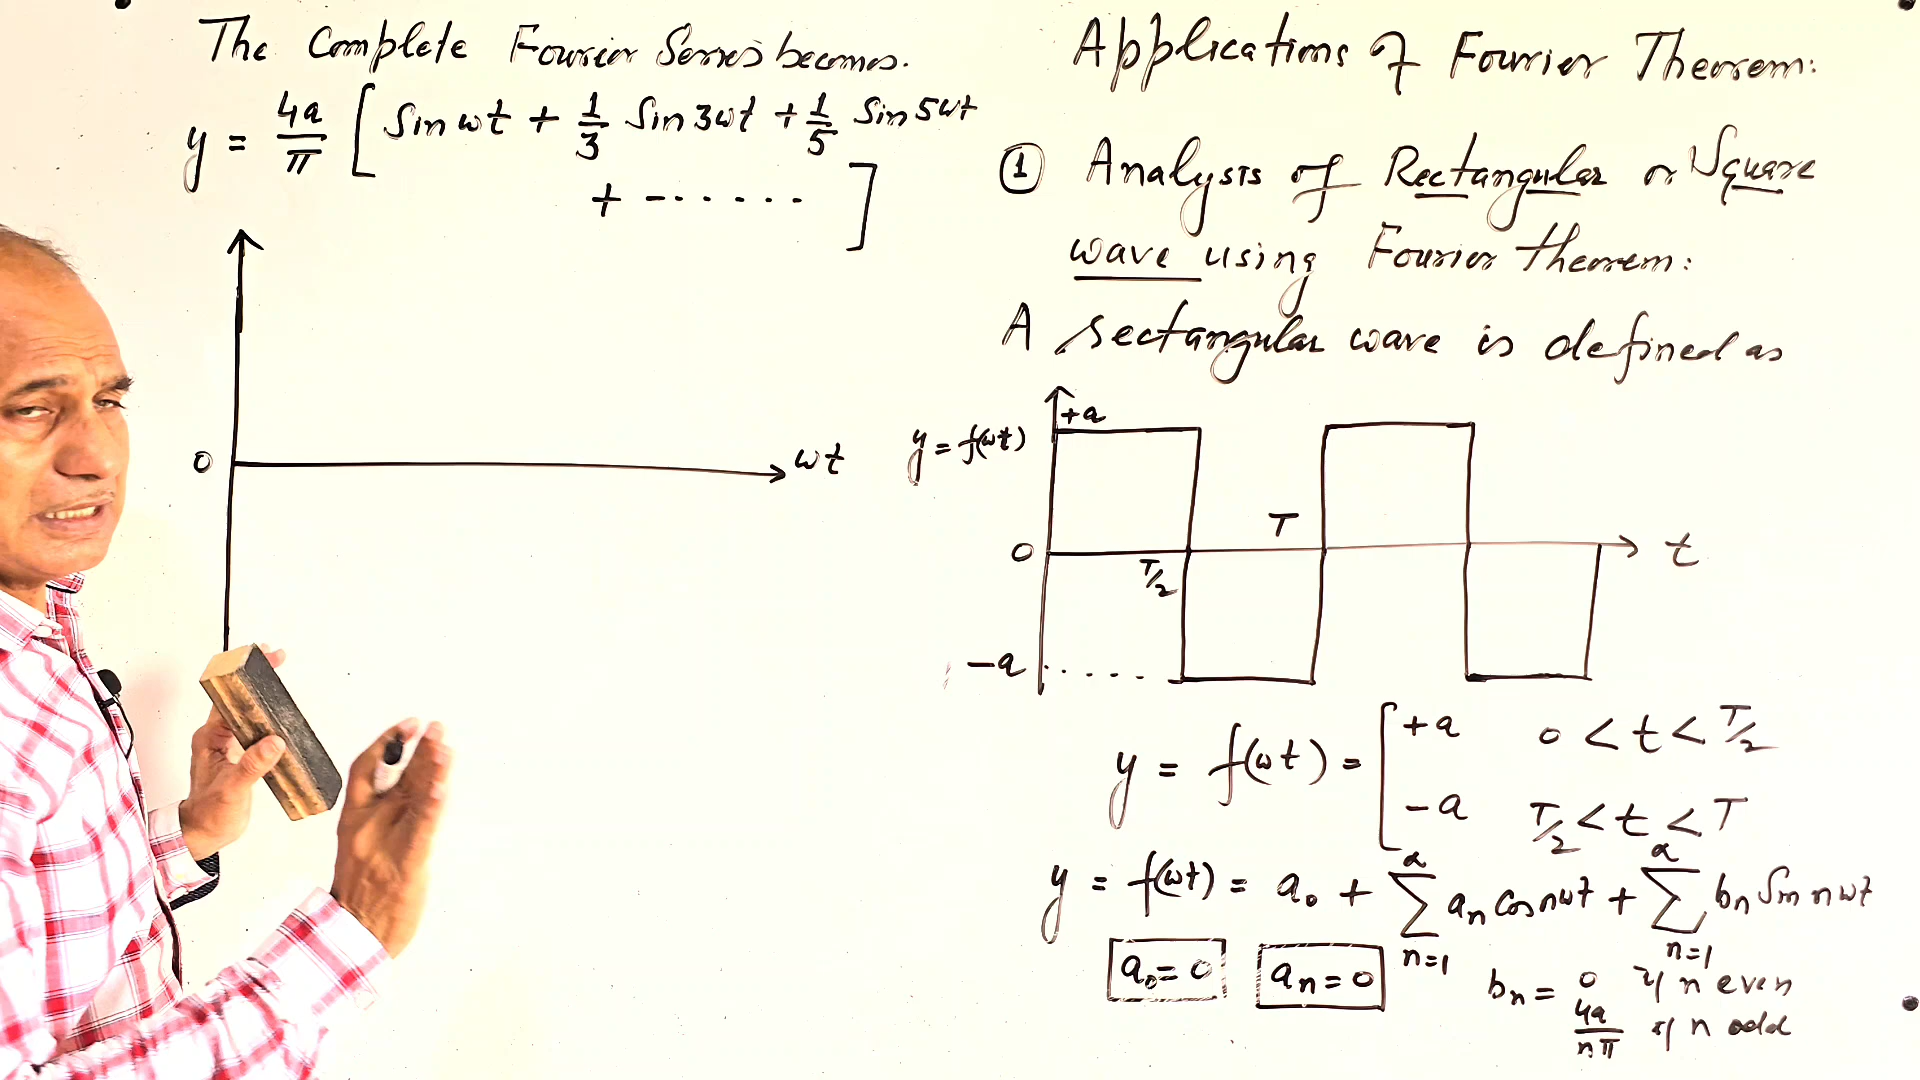 The Complete Fourier Series becomes.
y = 4a/π [ Sin ωt + 1/3 Sin 3ωt + 1/5 Sin 5ωt
+ -...... ]
0
ωt
Applications of Fourier Theorem:
① Analysis of Rectangular or Square
wave using Fourier theorem:
A rectangular wave is defined as
+a
y = f(ωt)
T
0
t
T/2
-a
y = f(ωt) = [ +a 0 < t < T/2
-a T/2 < t < T
y = f(ωt) = a₀ + ∑ₙ₌₁^∝ aₙ Cos nωt + ∑ₙ₌₁^∝ bₙ Sin nωt
a₀ = 0
aₙ = 0
bₙ = 0 if n even
4a/nπ if n odd